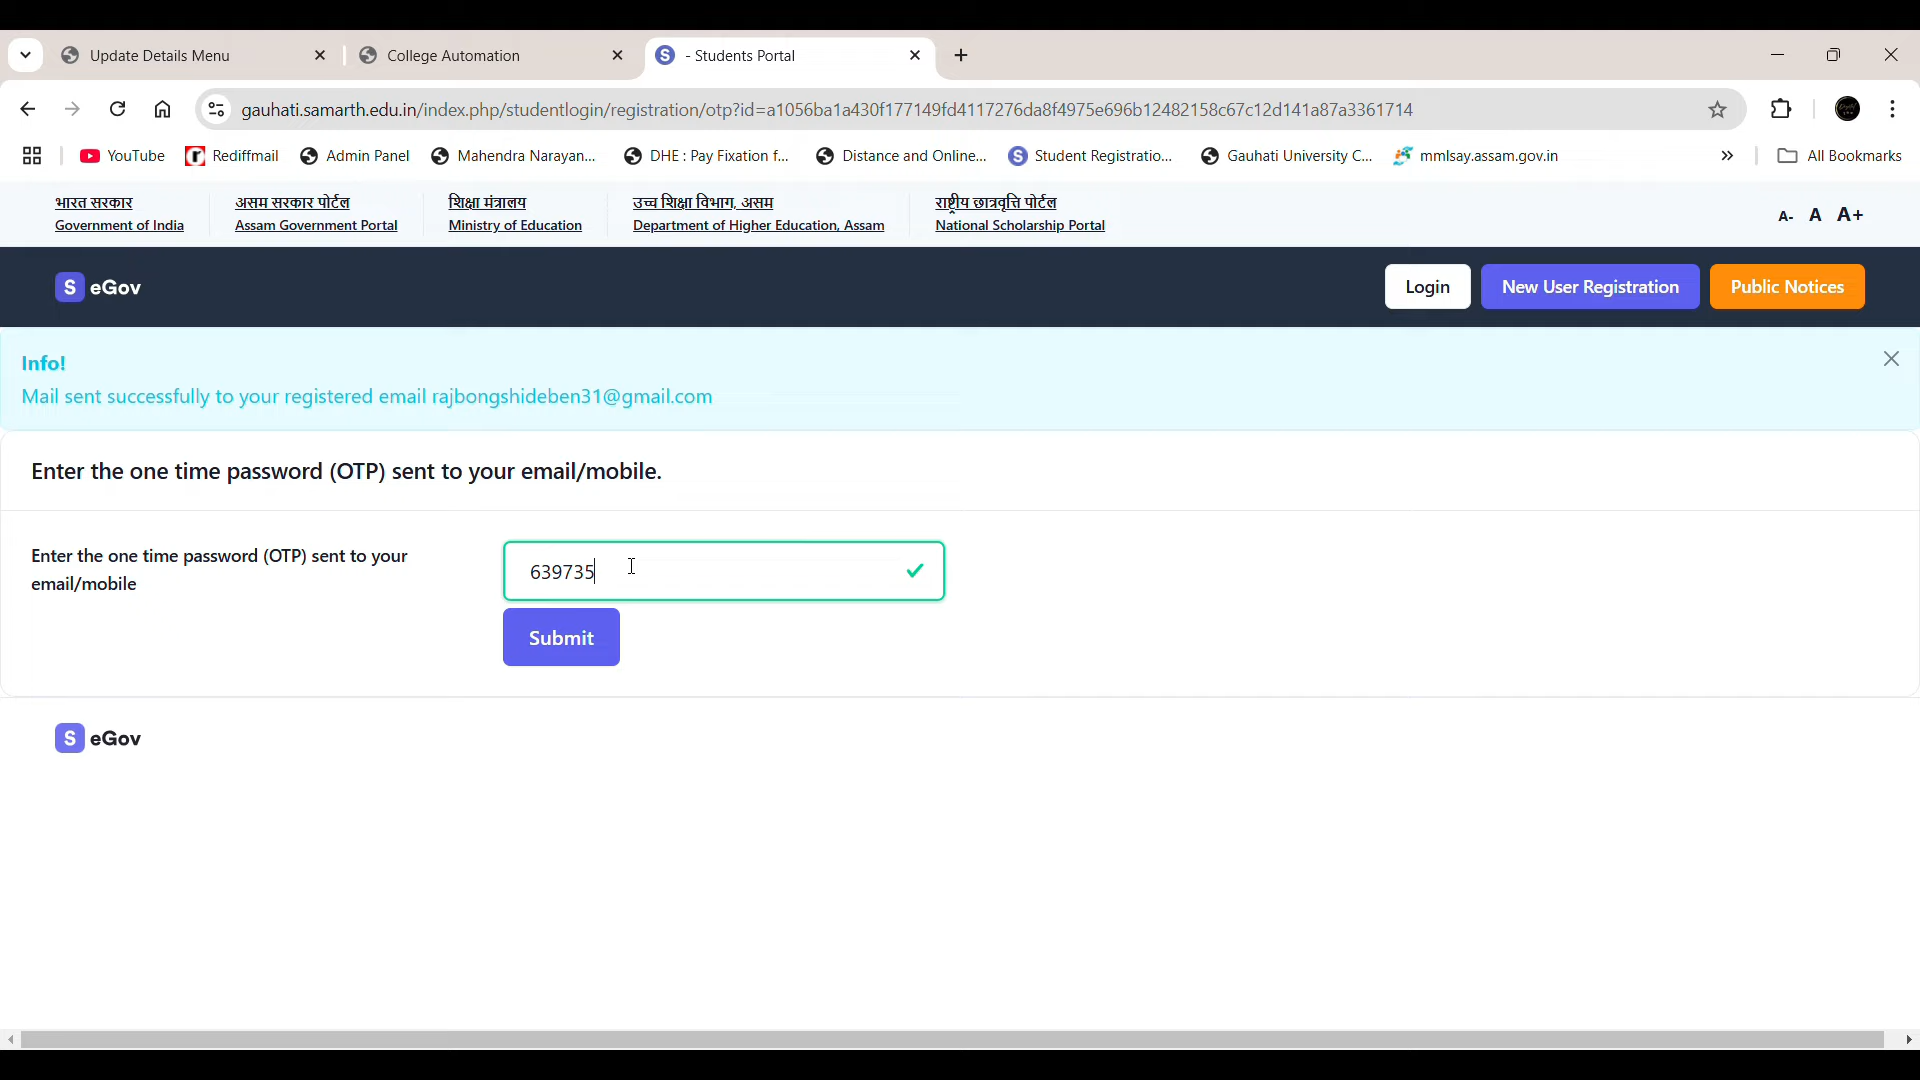 Update Details Menu
College Automation
- Students Portal
gauhati.samarth.edu.in/index.php/studentlogin/registration/otp?id=a1056ba1a430f177149fd4117276da8f4975e696b12482158c67c12d141a87a3361714
YouTube
Rediffmail
Admin Panel
Mahendra Narayan...
DHE : Pay Fixation f...
Distance and Online...
Student Registratio...
Gauhati University C...
mmlsay.assam.gov.in
All Bookmarks
भारत सरकार
Government of India
असम सरकार पोर्टल
Assam Government Portal
शिक्षा मंत्रालय
Ministry of Education
उच्च शिक्षा विभाग, असम
Department of Higher Education, Assam
राष्ट्रीय छात्रवृत्ति पोर्टल
National Scholarship Portal
A- A A+
S eGov
Login
New User Registration
Public Notices
Info!
Mail sent successfully to your registered email rajbongshideben31@gmail.com
Enter the one time password (OTP) sent to your email/mobile.
Enter the one time password (OTP) sent to your
email/mobile
639735
Submit
S eGov